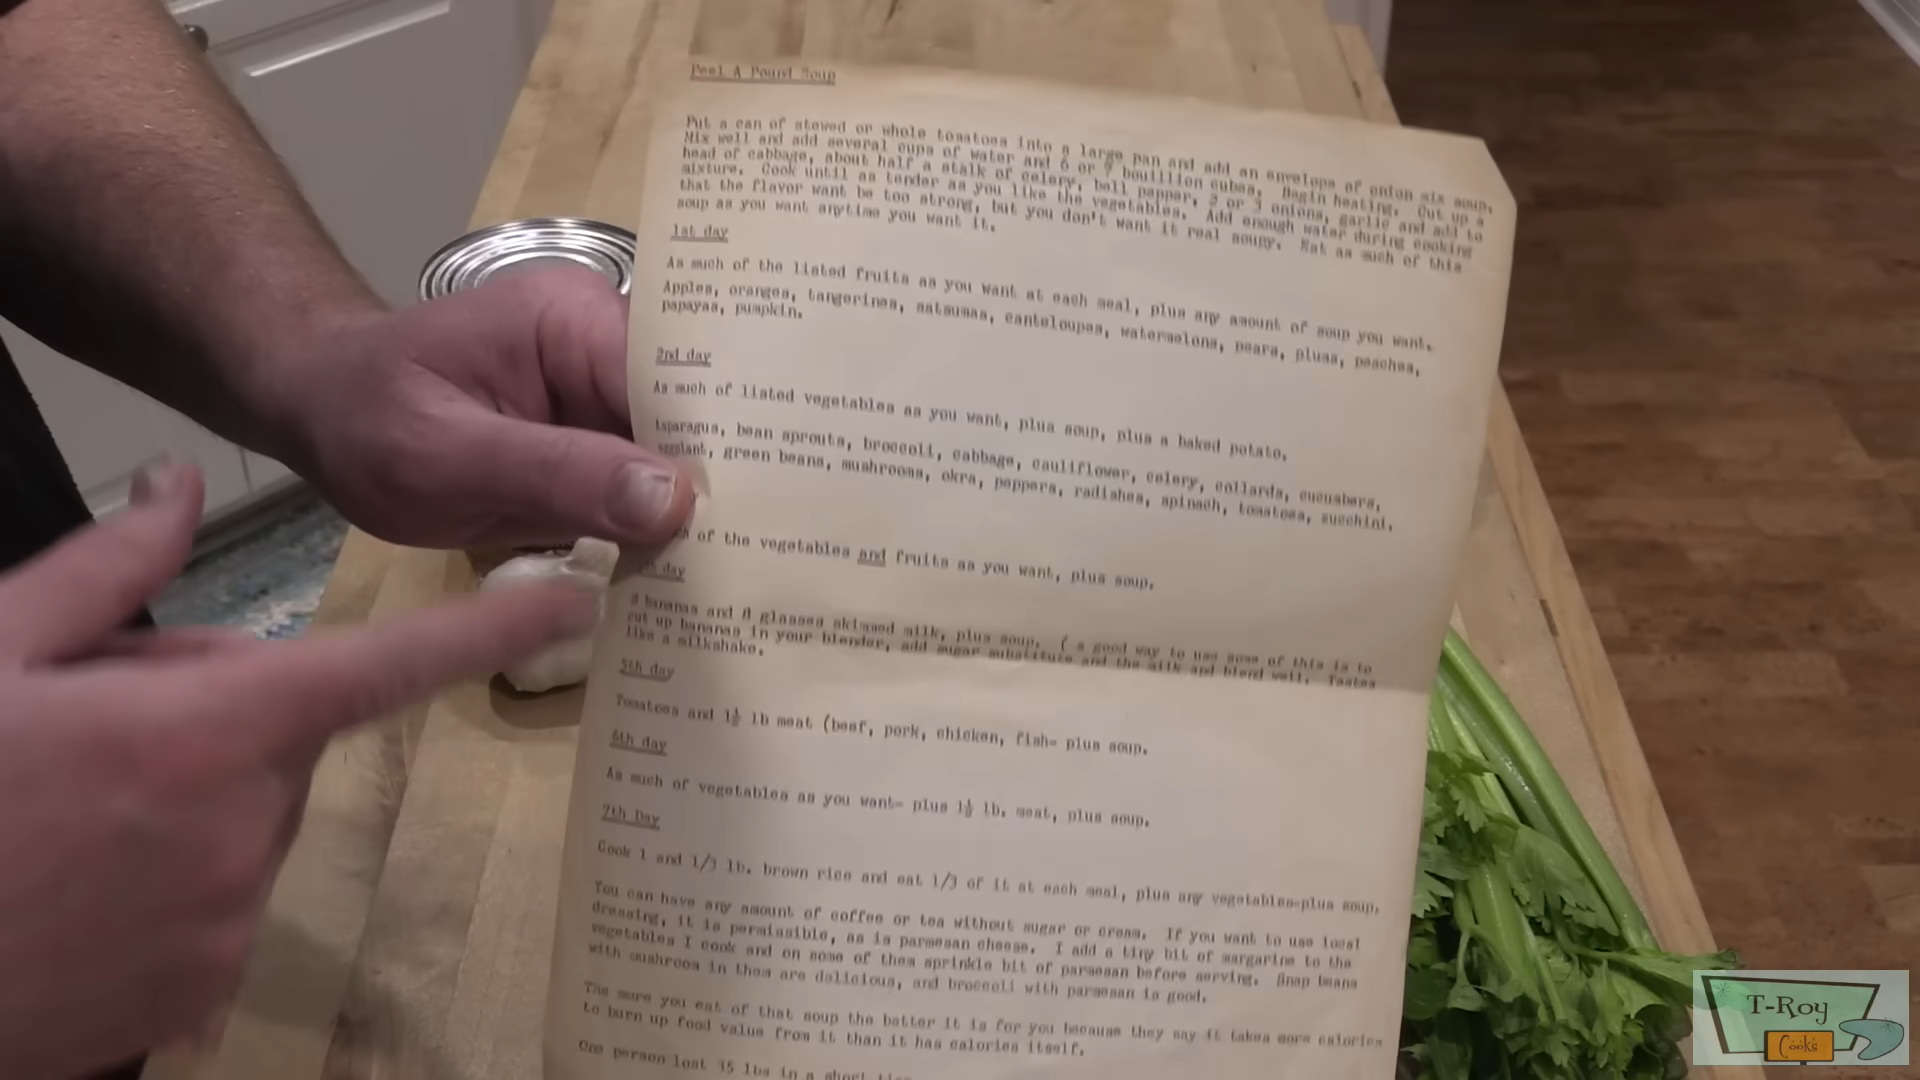 Peel A Pound Soup
Put a can of stewed or whole tomatoes into a large pan and add an envelope of onion mix soup.
Mix well and add several cups of water and 6 or 7 bouillion cubes. Begin heating. Cut up a
head of cabbage, about half a stalk of celery, bell pepper, 2 or 3 onions, garlic and add to
mixture. Cook until as tender as you like the vegetables. Add enough water during cooking
that the flavor want be too strong, but you don't want it real soupy. Eat as much of this
soup as you want anytime you want it.
1st day
As much of the listed fruits as you want at each meal, plus any amount of soup you want.
Apples, oranges, tangerines, satsumas, canteloupes, watermelons, pears, plums, peaches,
papayas, pumpkin.
2nd day
As much of listed vegetables as you want, plus soup, plus a baked potato.
Asparagus, bean sprouts, broccoli, cabbage, cauliflower, celery, collards, cucumbers,
eggplant, green beans, mushrooms, okra, peppers, radishes, spinach, tomatoes, zucchini.
of the vegetables and fruits as you want, plus soup.
day
bananas and 8 glasses skimmed milk, plus soup. ( a good way to use some of this is to
cut up bananas in your blender, add sugar substitute and the milk and blend well. Tastes
like a milkshake.
5th day
Tomatoes and 1½ lb meat (beef, pork, chicken, fish- plus soup.
6th day
As much of vegetables as you want- plus 1½ lb. meat, plus soup.
7th Day
Cook 1 and 1/3 lb. brown rice and eat 1/3 of it at each meal, plus any vegetables-plus soup.
You can have any amount of coffee or tea without sugar or cream. If you want to use local
dressing, it is permissible, as is parmesan cheese. I add a tiny bit of margarine to the
vegetables I cook and on some of them sprinkle bit of parmesan before serving. Snap beans
with mushroom in them are delicious, and broccoli with parmesan is good.
The more you eat of that soup the better it is for you because they say it takes more calories
to burn up food value from it than it has calories itself.
One person lost 35 lbs in a short
T-Roy
Cooks